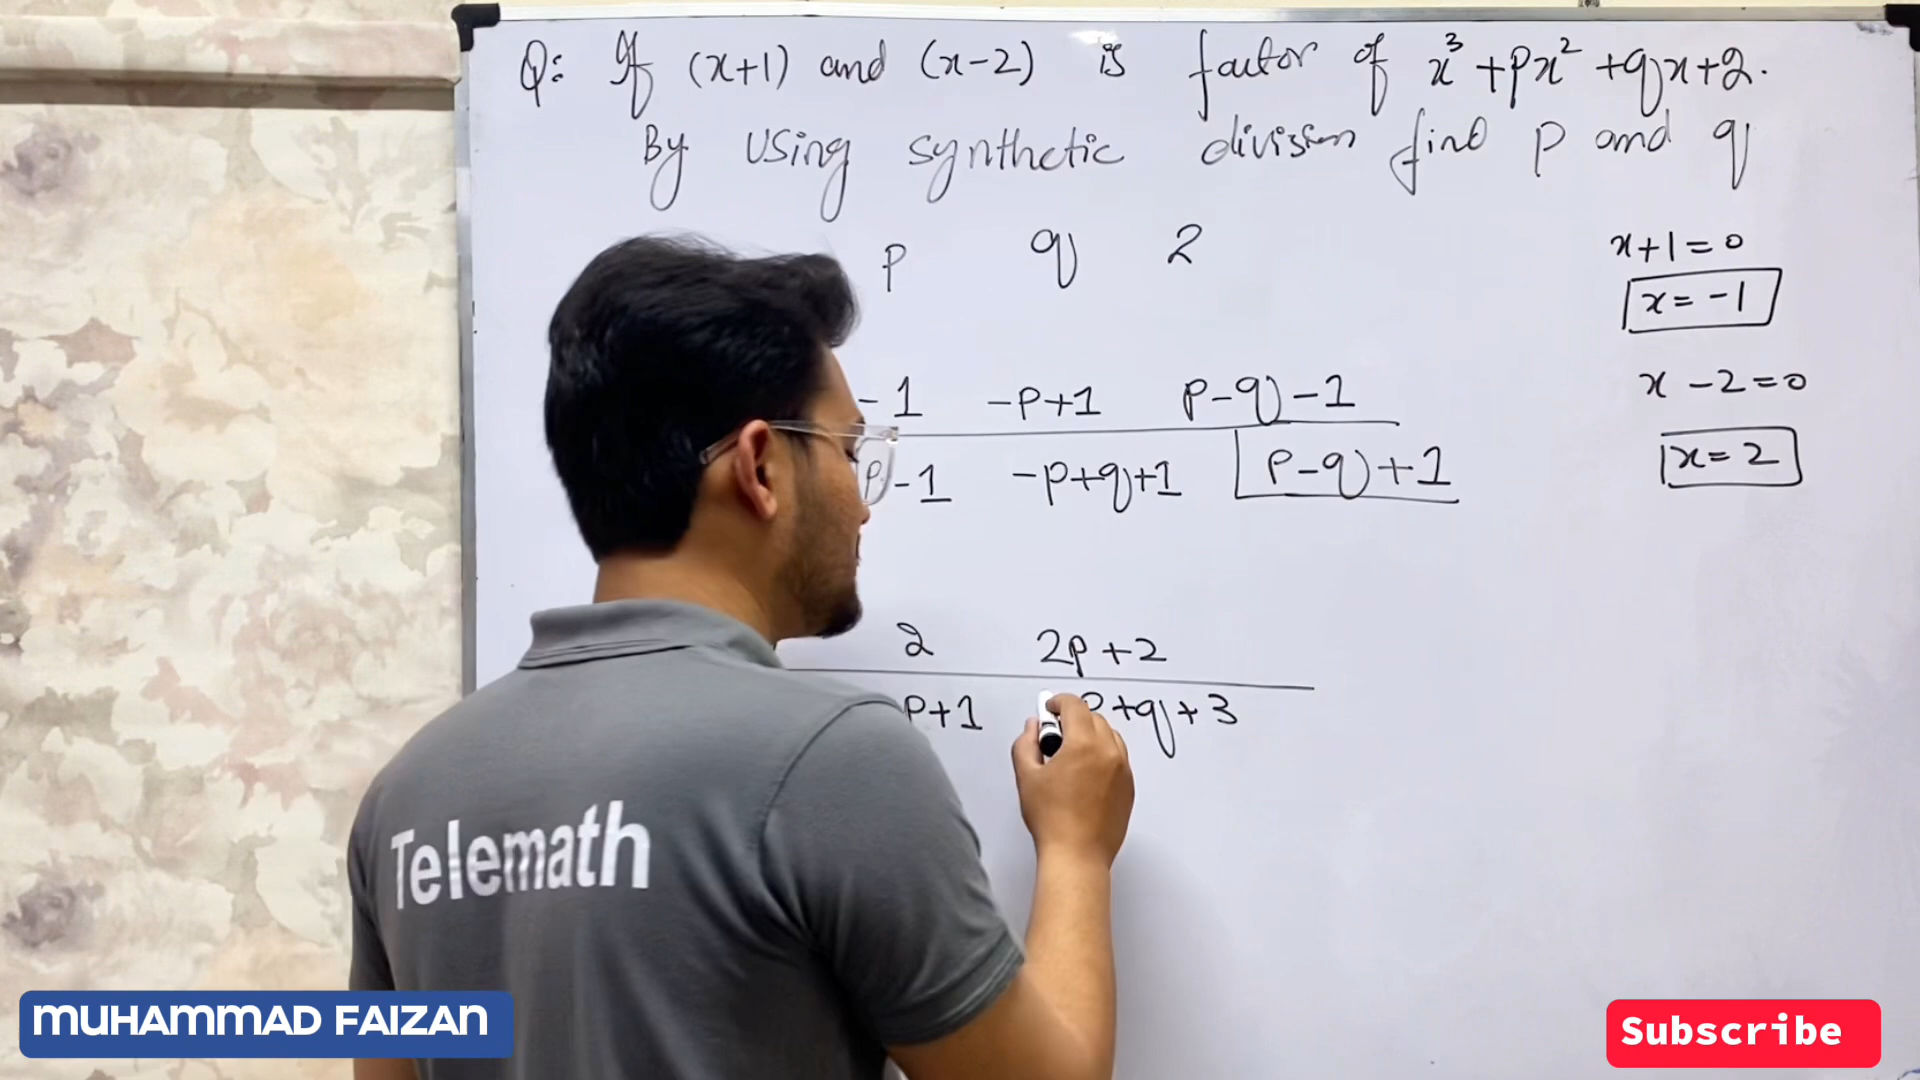 Q: If (x+1) and (x-2) is factor of x³+px²+qx+2.
By using synthetic division find p and q
p q 2
x+1=0
x=-1
-1 -p+1 p-q-1
x-2=0
p-1 -p+q+1 p-q+1
x=2
2 2p+2
p+1 p+q+3
Telemath
MUHAMMAD FAIZAN
Subscribe